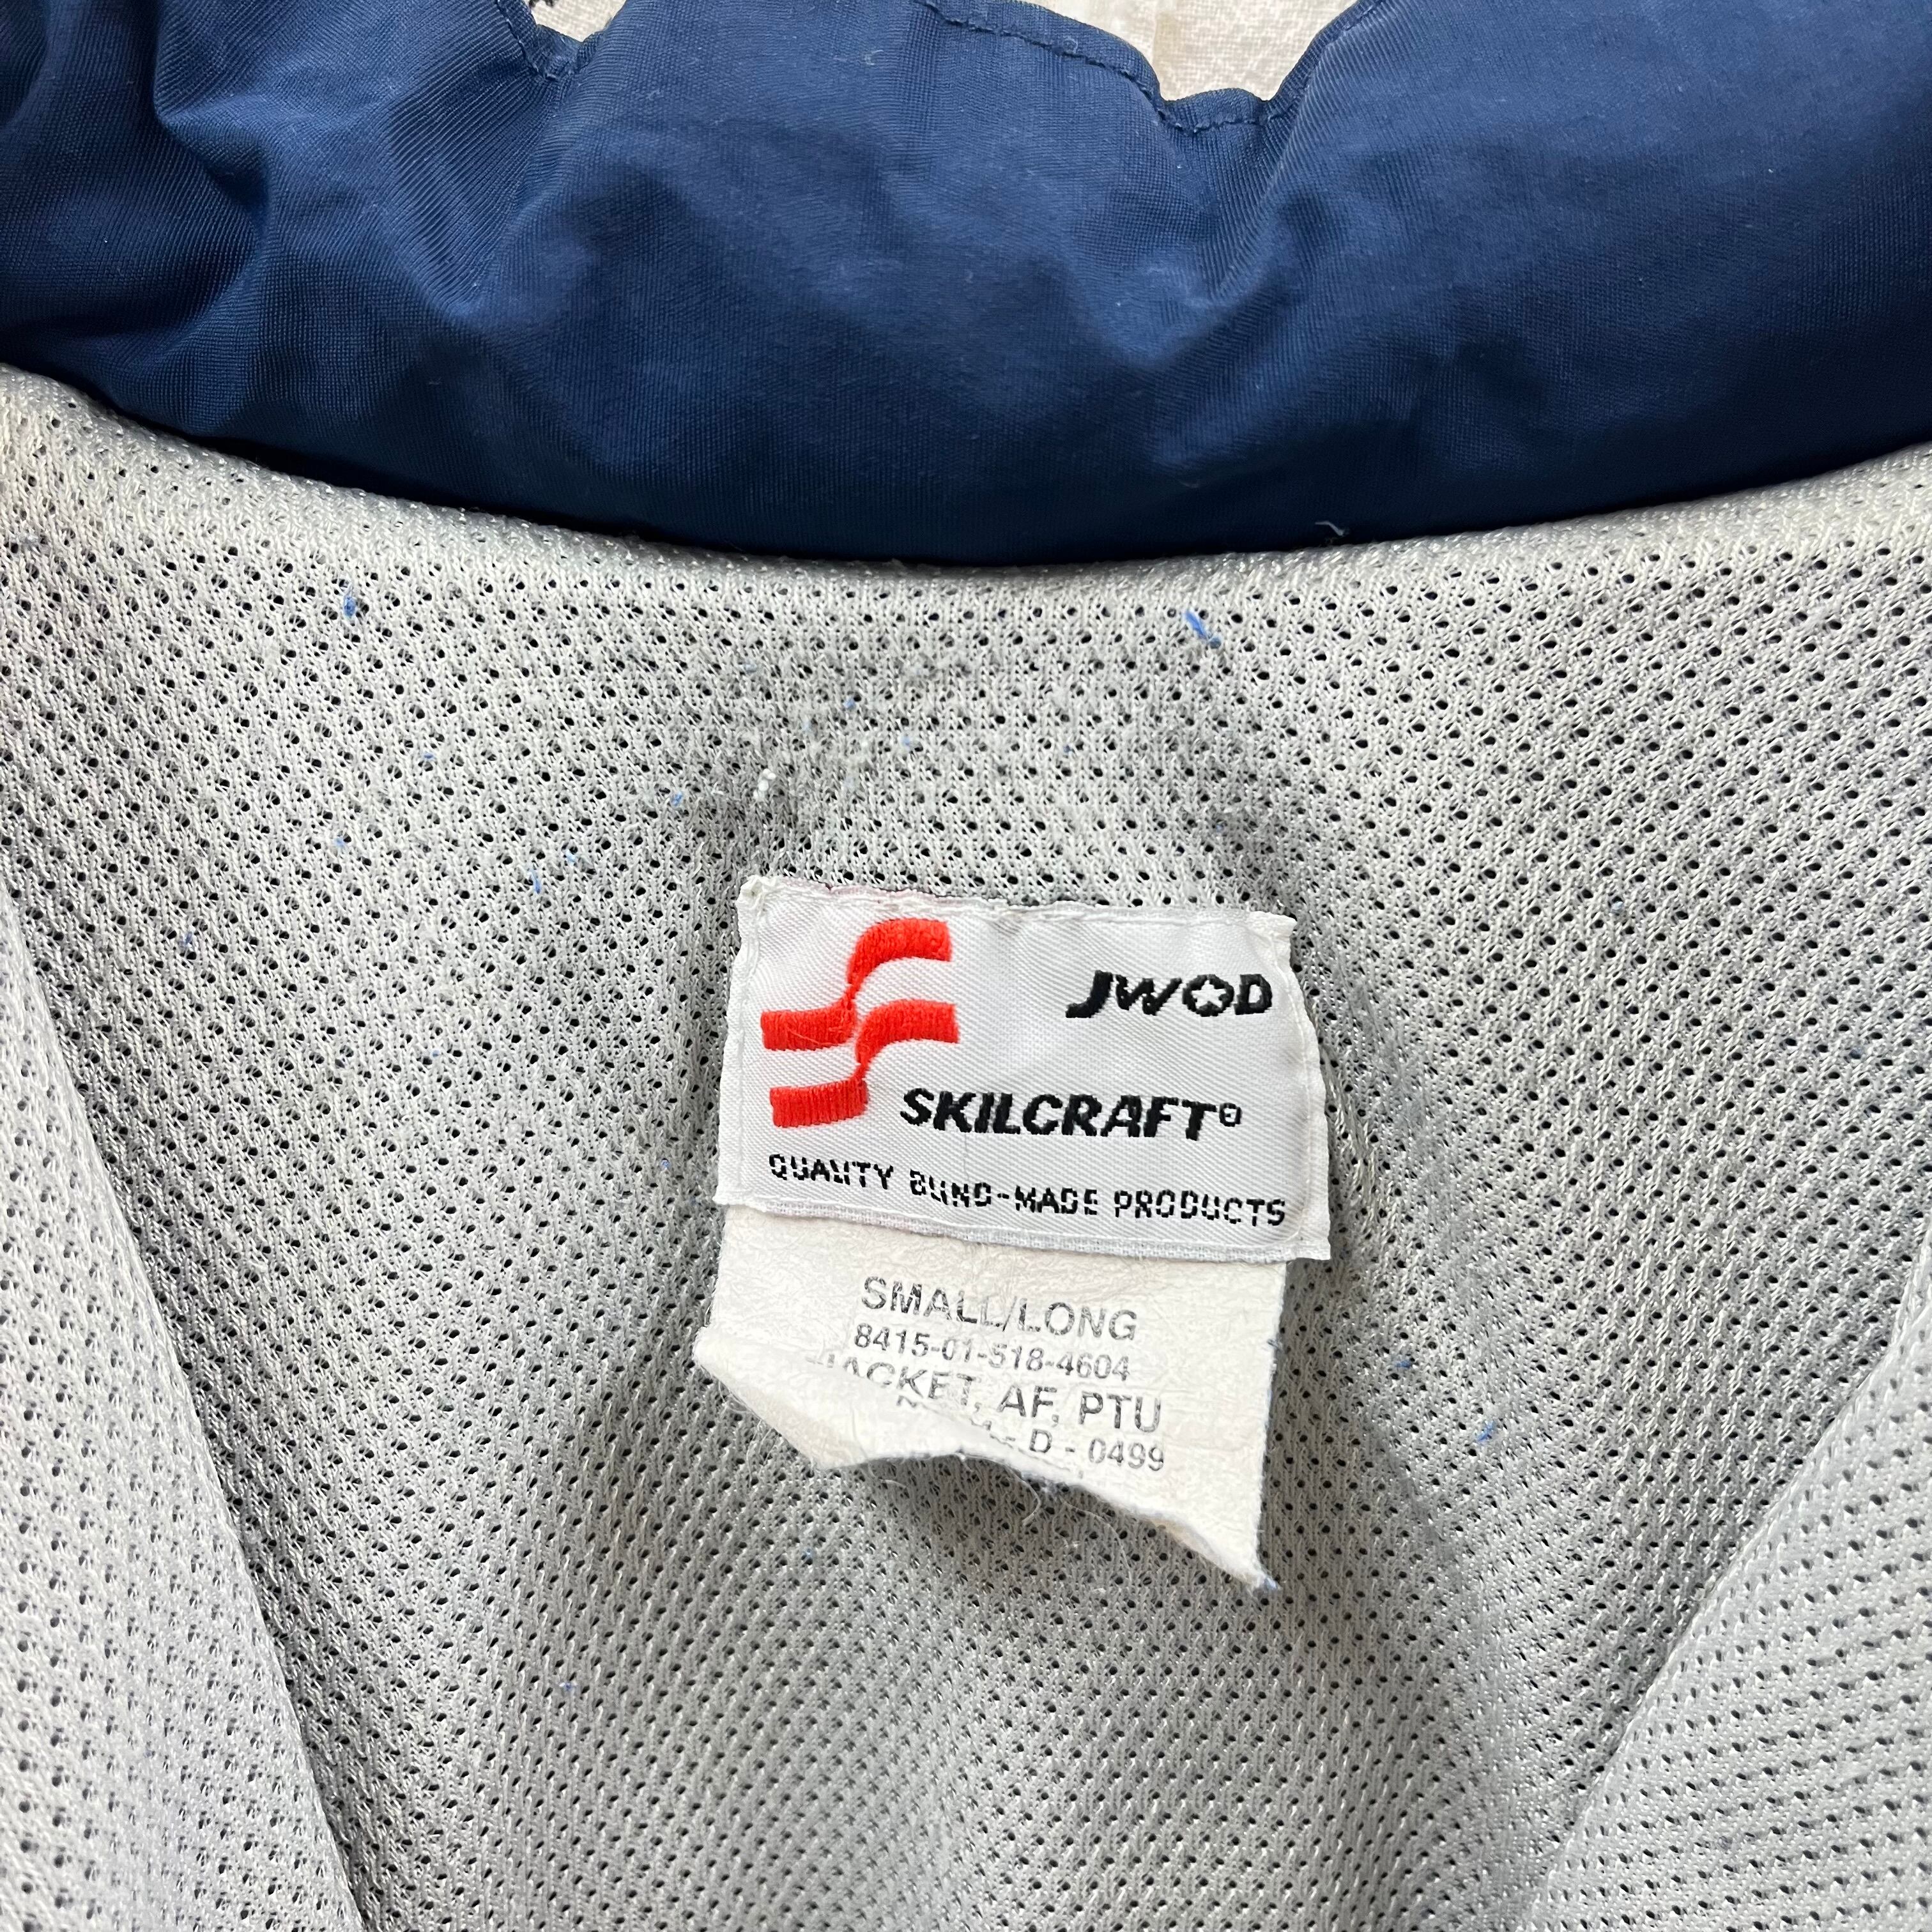 JWOD
SKILCRAFT®
QUALITY BLIND-MADE PRODUCTS
SMALL/LONG
8415-01-518-4604
JACKET, AF, PTU
- D - 0499